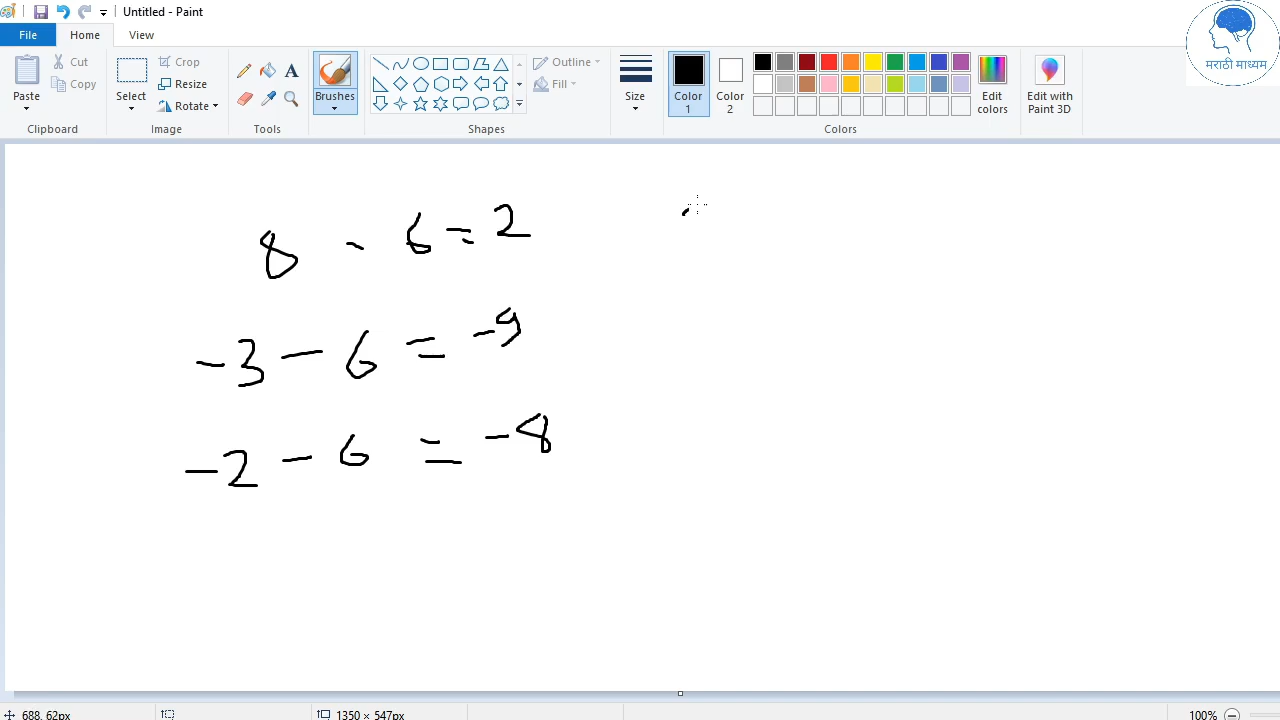 Untitled - Paint
File Home View
Paste
Cut
Copy
Clipboard
Select
Crop
Resize
Rotate
Image
Tools
Brushes
Outline
Fill
Shapes
Size
Color 1
Color 2
Edit colors
Colors
Edit with Paint 3D
मराठी माध्यम
8 - 6 = 2
-3 - 6 = -9
-2 - 6 = -8
688, 62px
1350 × 547px
100%